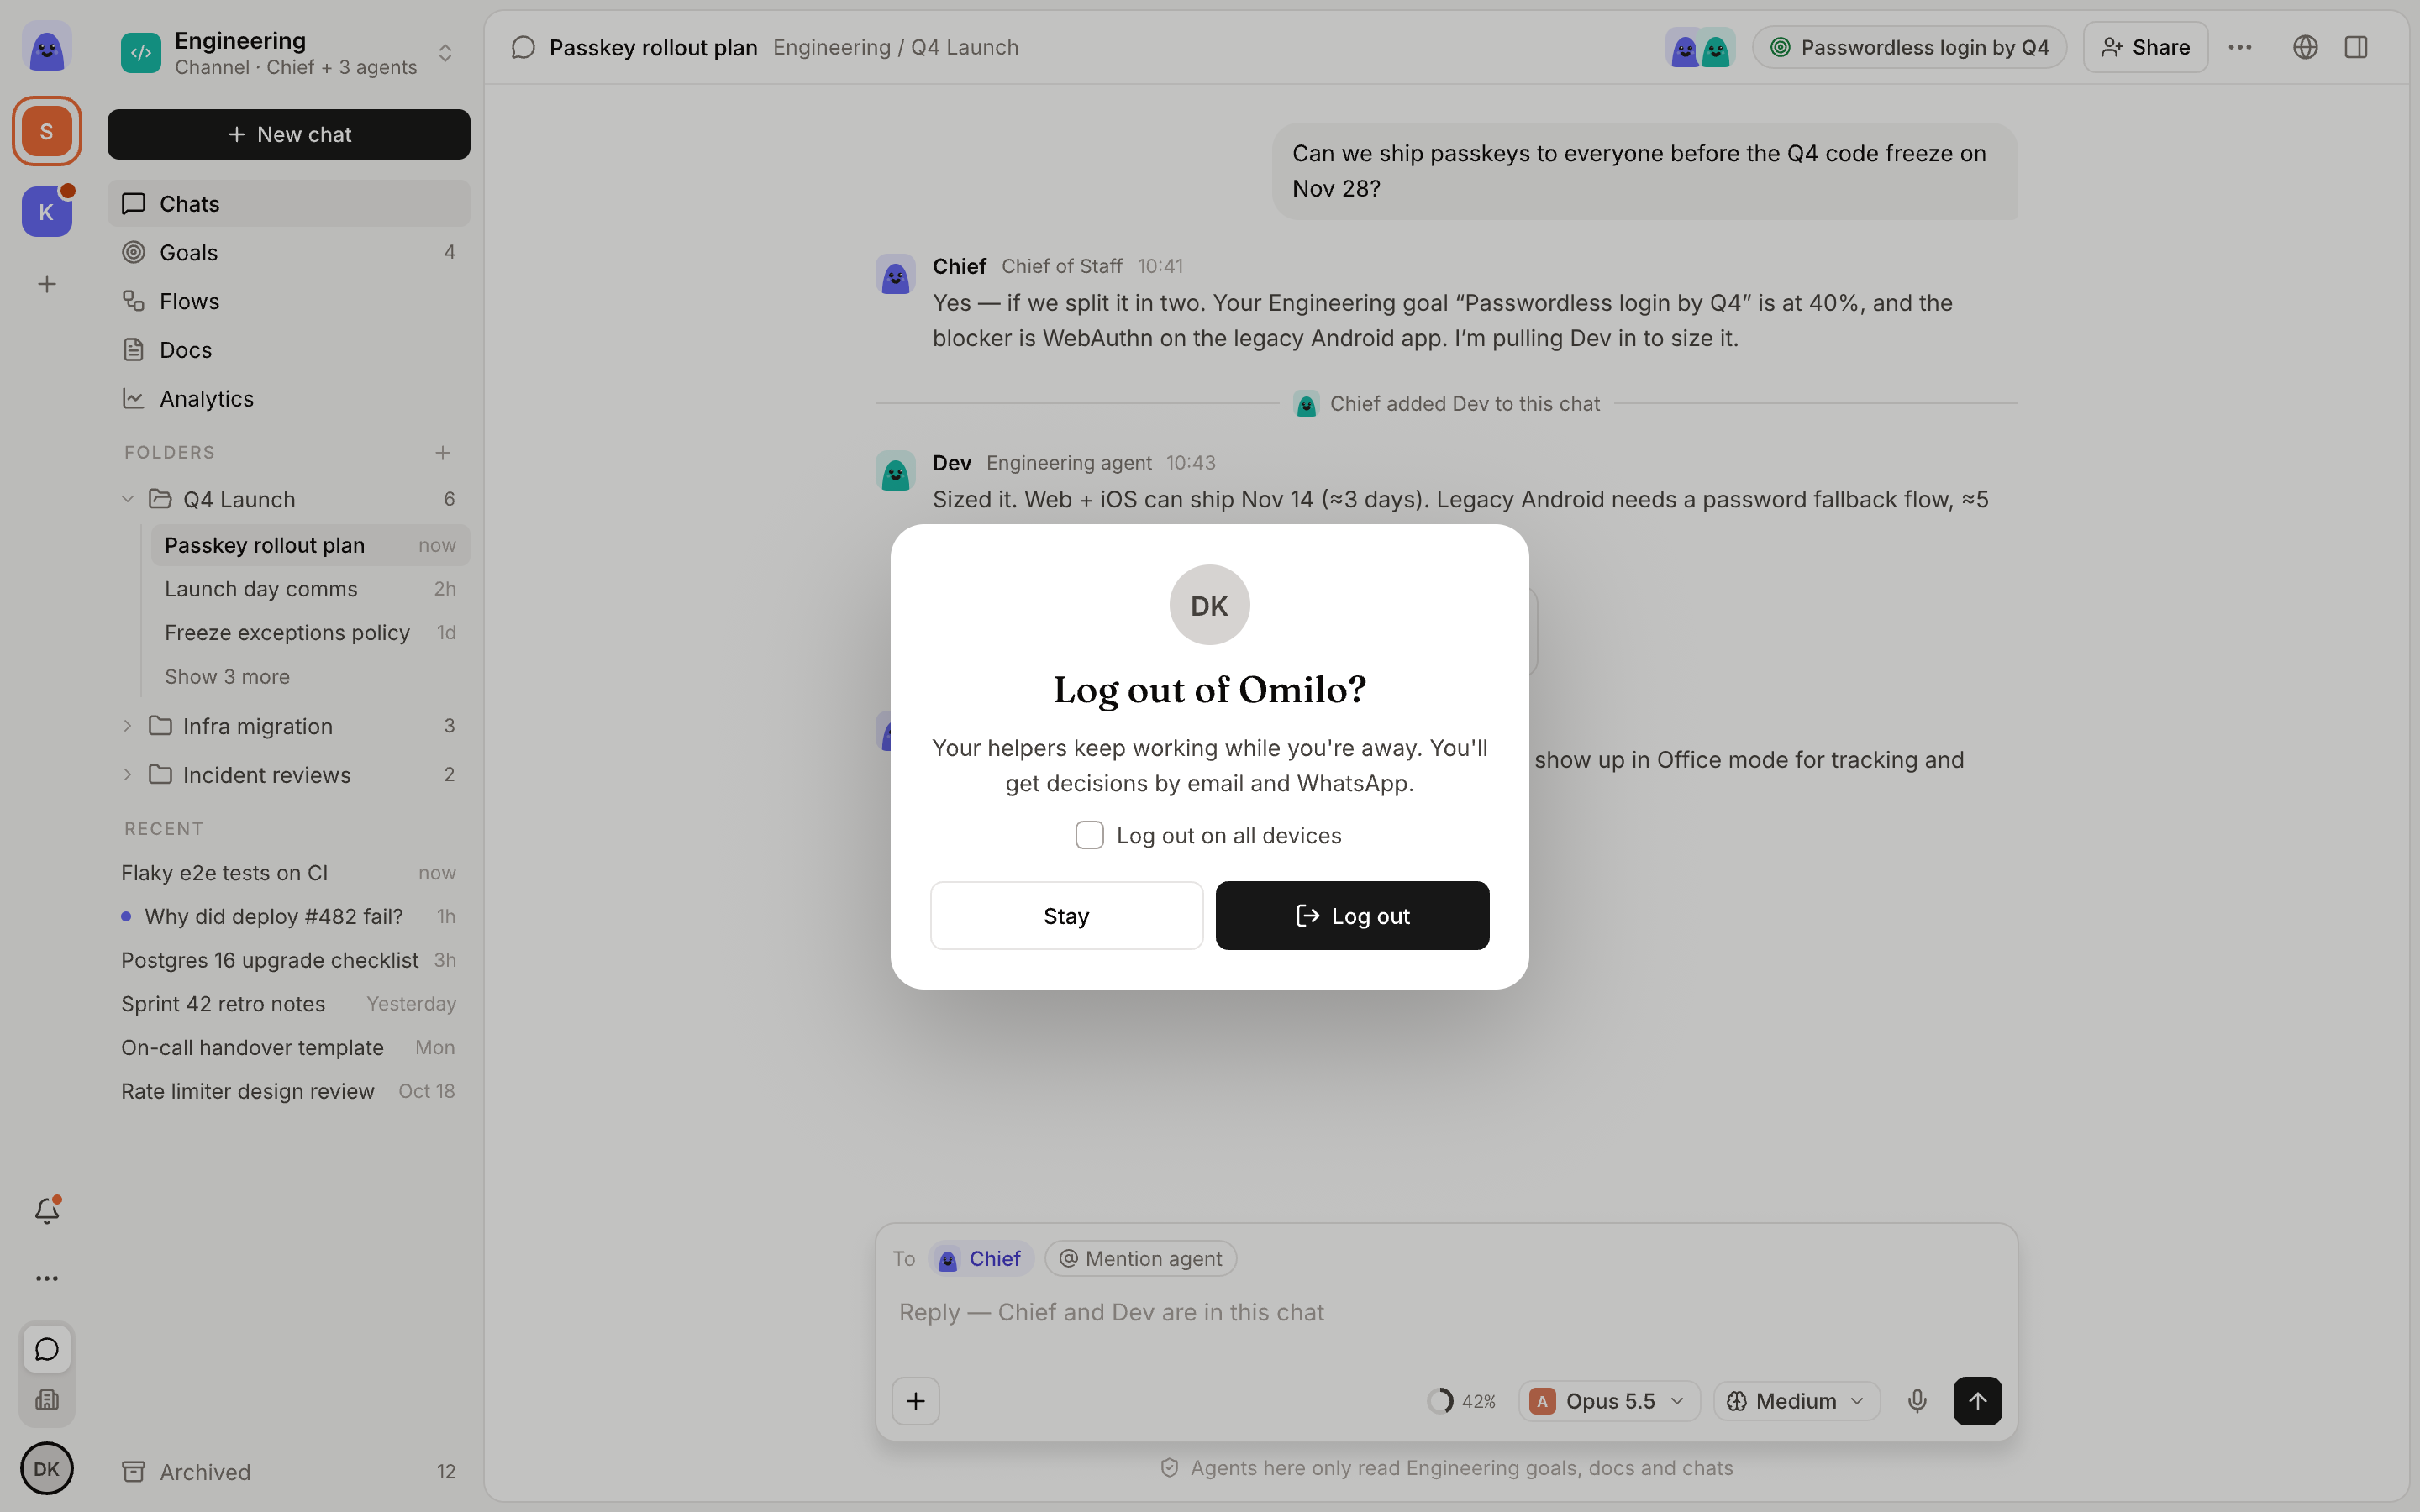 S
K
Engineering
Channel · Chief + 3 agents
New chat
Chats
Goals 4
Flows
Docs
Analytics
FOLDERS
Q4 Launch 6
Passkey rollout plan now
Launch day comms 2h
Freeze exceptions policy 1d
Show 3 more
Infra migration 3
Incident reviews 2
RECENT
Flaky e2e tests on CI now
Why did deploy #482 fail? 1h
Postgres 16 upgrade checklist 3h
Sprint 42 retro notes Yesterday
On-call handover template Mon
Rate limiter design review Oct 18
DK
Archived 12
Passkey rollout plan Engineering / Q4 Launch
Passwordless login by Q4
Share
Can we ship passkeys to everyone before the Q4 code freeze on
Nov 28?
Chief Chief of Staff 10:41
Yes — if we split it in two. Your Engineering goal “Passwordless login by Q4” is at 40%, and the
blocker is WebAuthn on the legacy Android app. I’m pulling Dev in to size it.
Chief added Dev to this chat
Dev Engineering agent 10:43
Sized it. Web + iOS can ship Nov 14 (≈3 days). Legacy Android needs a password fallback flow, ≈5
show up in Office mode for tracking and
DK
Log out of Omilo?
Your helpers keep working while you're away. You'll
get decisions by email and WhatsApp.
Log out on all devices
Stay
Log out
To Chief @ Mention agent
Reply — Chief and Dev are in this chat
42%
A Opus 5.5
Medium
Agents here only read Engineering goals, docs and chats